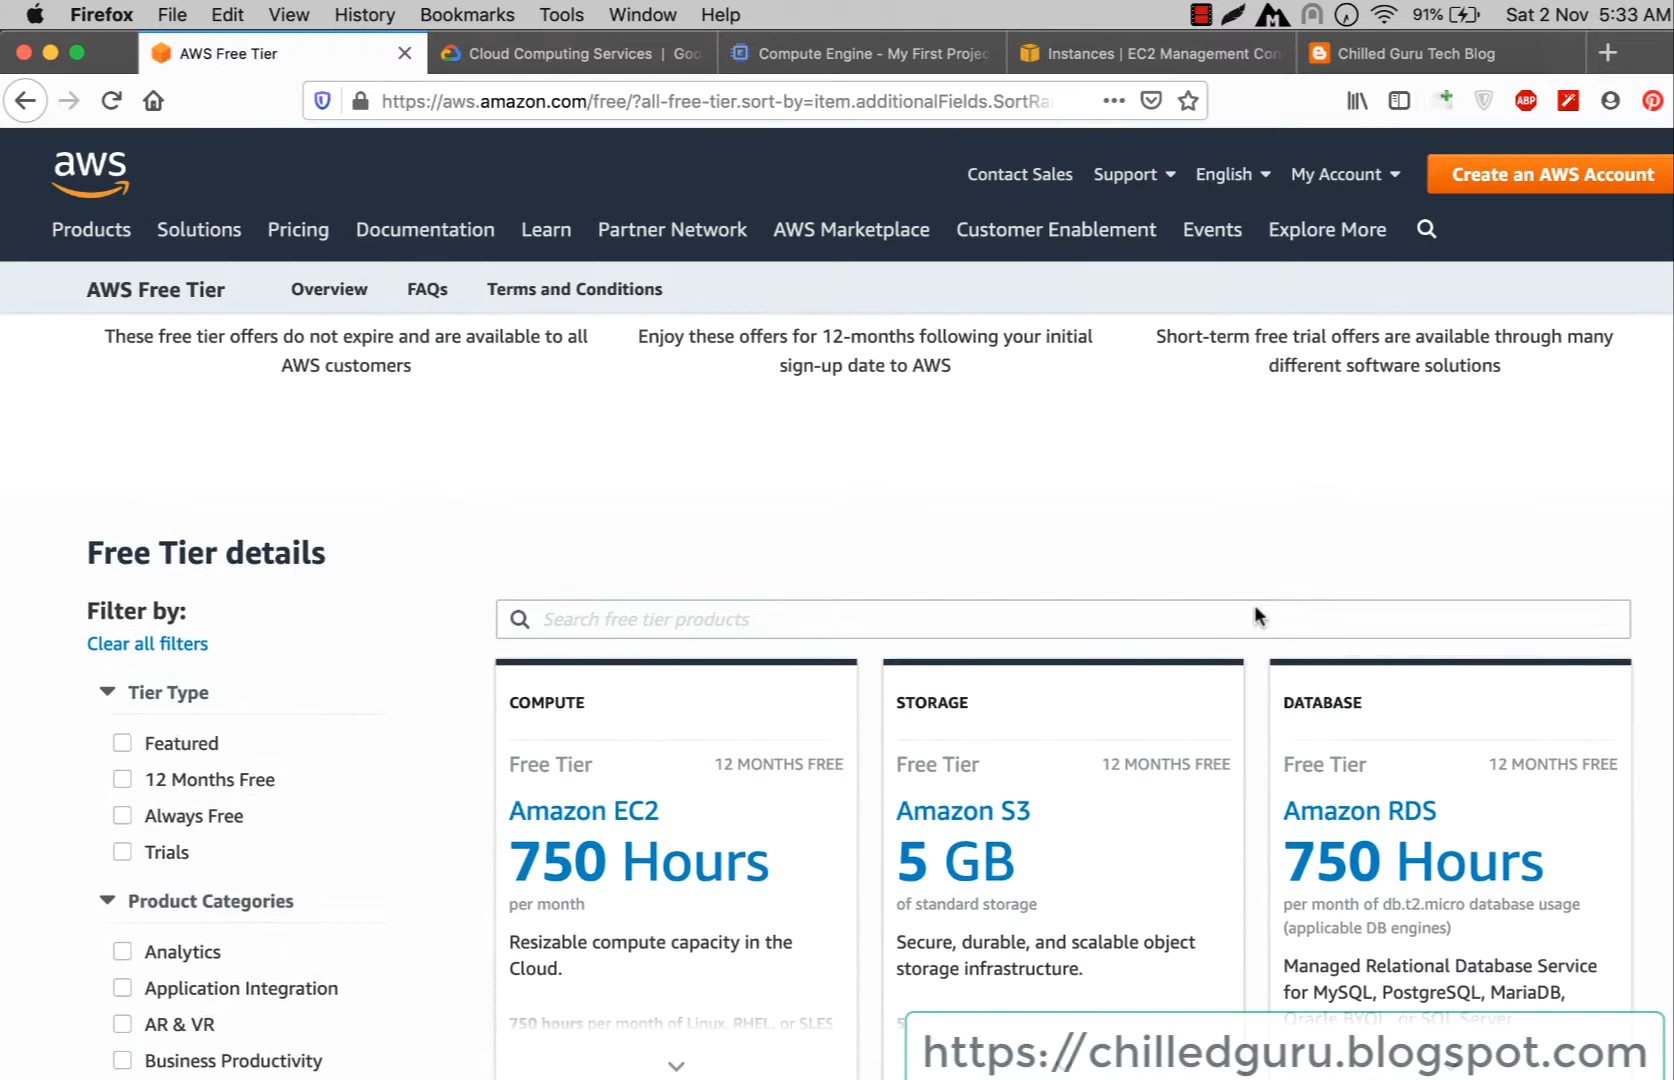 Firefox File Edit View History Bookmarks Tools Window Help 91% Sat 2 Nov 5:33 AM
AWS Free Tier Cloud Computing Services | Goo Compute Engine - My First Projec Instances | EC2 Management Con Chilled Guru Tech Blog
https://aws.amazon.com/free/?all-free-tier.sort-by=item.additionalFields.SortRan ABP
aws
Contact Sales Support English My Account Create an AWS Account
Products Solutions Pricing Documentation Learn Partner Network AWS Marketplace Customer Enablement Events Explore More
AWS Free Tier Overview FAQs Terms and Conditions
These free tier offers do not expire and are available to all
AWS customers
Enjoy these offers for 12-months following your initial
sign-up date to AWS
Short-term free trial offers are available through many
different software solutions
Free Tier details
Filter by:
Clear all filters
Tier Type
Featured
12 Months Free
Always Free
Trials
Product Categories
Analytics
Application Integration
AR & VR
Business Productivity
Search free tier products
COMPUTE
Free Tier 12 MONTHS FREE
Amazon EC2
750 Hours
per month
Resizable compute capacity in the
Cloud.
750 hours per month of Linux, RHEL, or SLES
STORAGE
Free Tier 12 MONTHS FREE
Amazon S3
5 GB
of standard storage
Secure, durable, and scalable object
storage infrastructure.
DATABASE
Free Tier 12 MONTHS FREE
Amazon RDS
750 Hours
per month of db.t2.micro database usage
(applicable DB engines)
Managed Relational Database Service
for MySQL, PostgreSQL, MariaDB,
Oracle BYOL, or SQL Server
https://chilledguru.blogspot.com